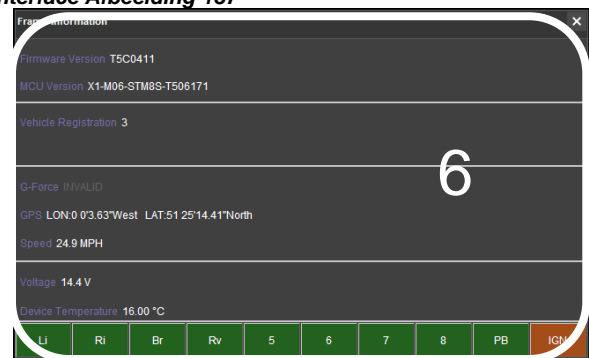 Interface Afbeelding 137
Frame Information
Firmware Version T5C0411
MCU Version X1-M06-STM8S-T506171
Vehicle Registration 3
6
G-Force INVALID
GPS LON:0 0'3.63"West LAT:51 25'14.41"North
Speed 24.9 MPH
Voltage 14.4 V
Device Temperature 16.00 °C
Li Ri Br Rv 5 6 7 8 PB IGN